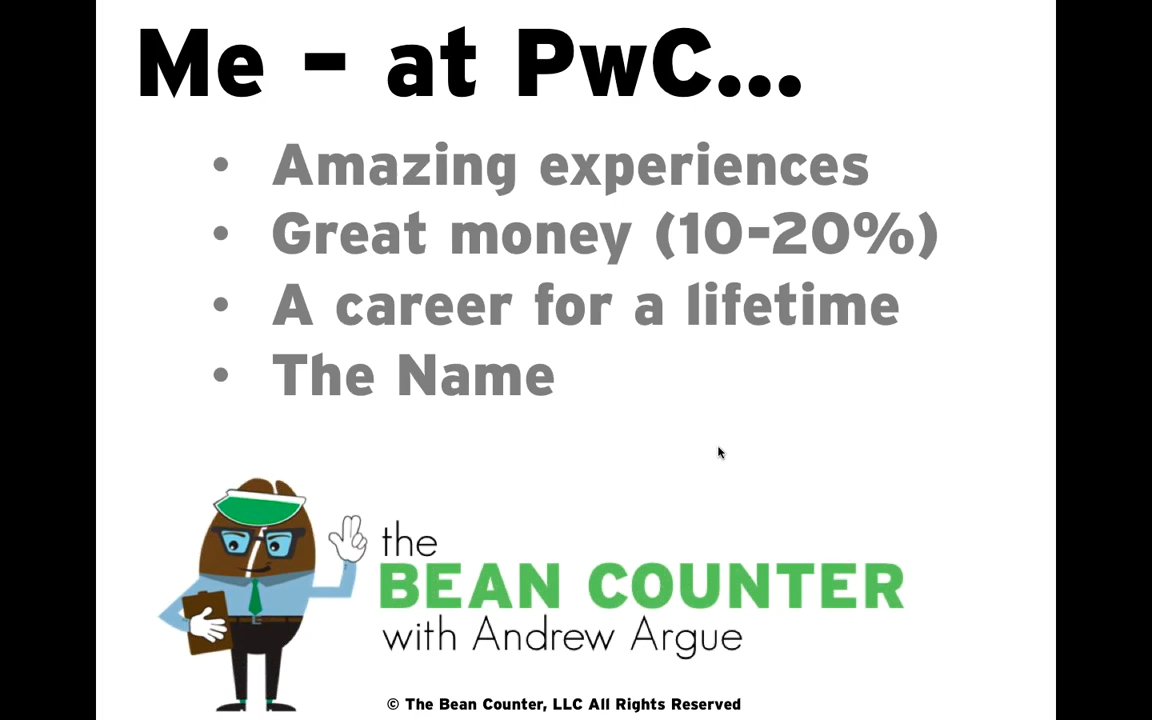 Me - at PwC...
• Amazing experiences
• Great money (10-20%)
• A career for a lifetime
• The Name
the
BEAN COUNTER
with Andrew Argue
© The Bean Counter, LLC All Rights Reserved